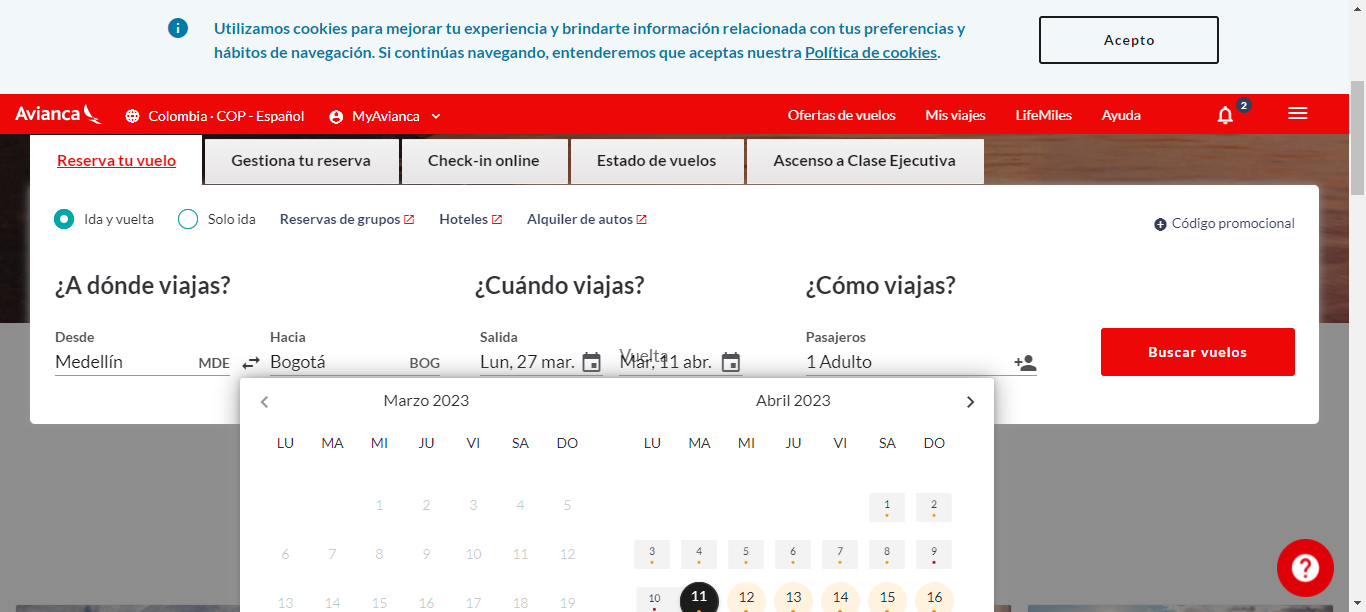 Utilizamos cookies para mejorar tu experiencia y brindarte información relacionada con tus preferencias y
hábitos de navegación. Si continúas navegando, entenderemos que aceptas nuestra Política de cookies.
Acepto
Avianca Colombia · COP - Español MyAvianca Ofertas de vuelos Mis viajes LifeMiles Ayuda 2
Reserva tu vuelo Gestiona tu reserva Check-in online Estado de vuelos Ascenso a Clase Ejecutiva
Ida y vuelta Solo ida Reservas de grupos Hoteles Alquiler de autos Código promocional
¿A dónde viajas? ¿Cuándo viajas? ¿Cómo viajas?
Desde Hacia Salida Vuelta Pasajeros
Medellín MDE Bogotá BOG Lun, 27 mar. Mar, 11 abr. 1 Adulto Buscar vuelos
Marzo 2023 Abril 2023
LU MA MI JU VI SA DO LU MA MI JU VI SA DO
1 2 3 4 5 1 2
6 7 8 9 10 11 12 3 4 5 6 7 8 9
13 14 15 16 17 18 19 10 11 12 13 14 15 16
?